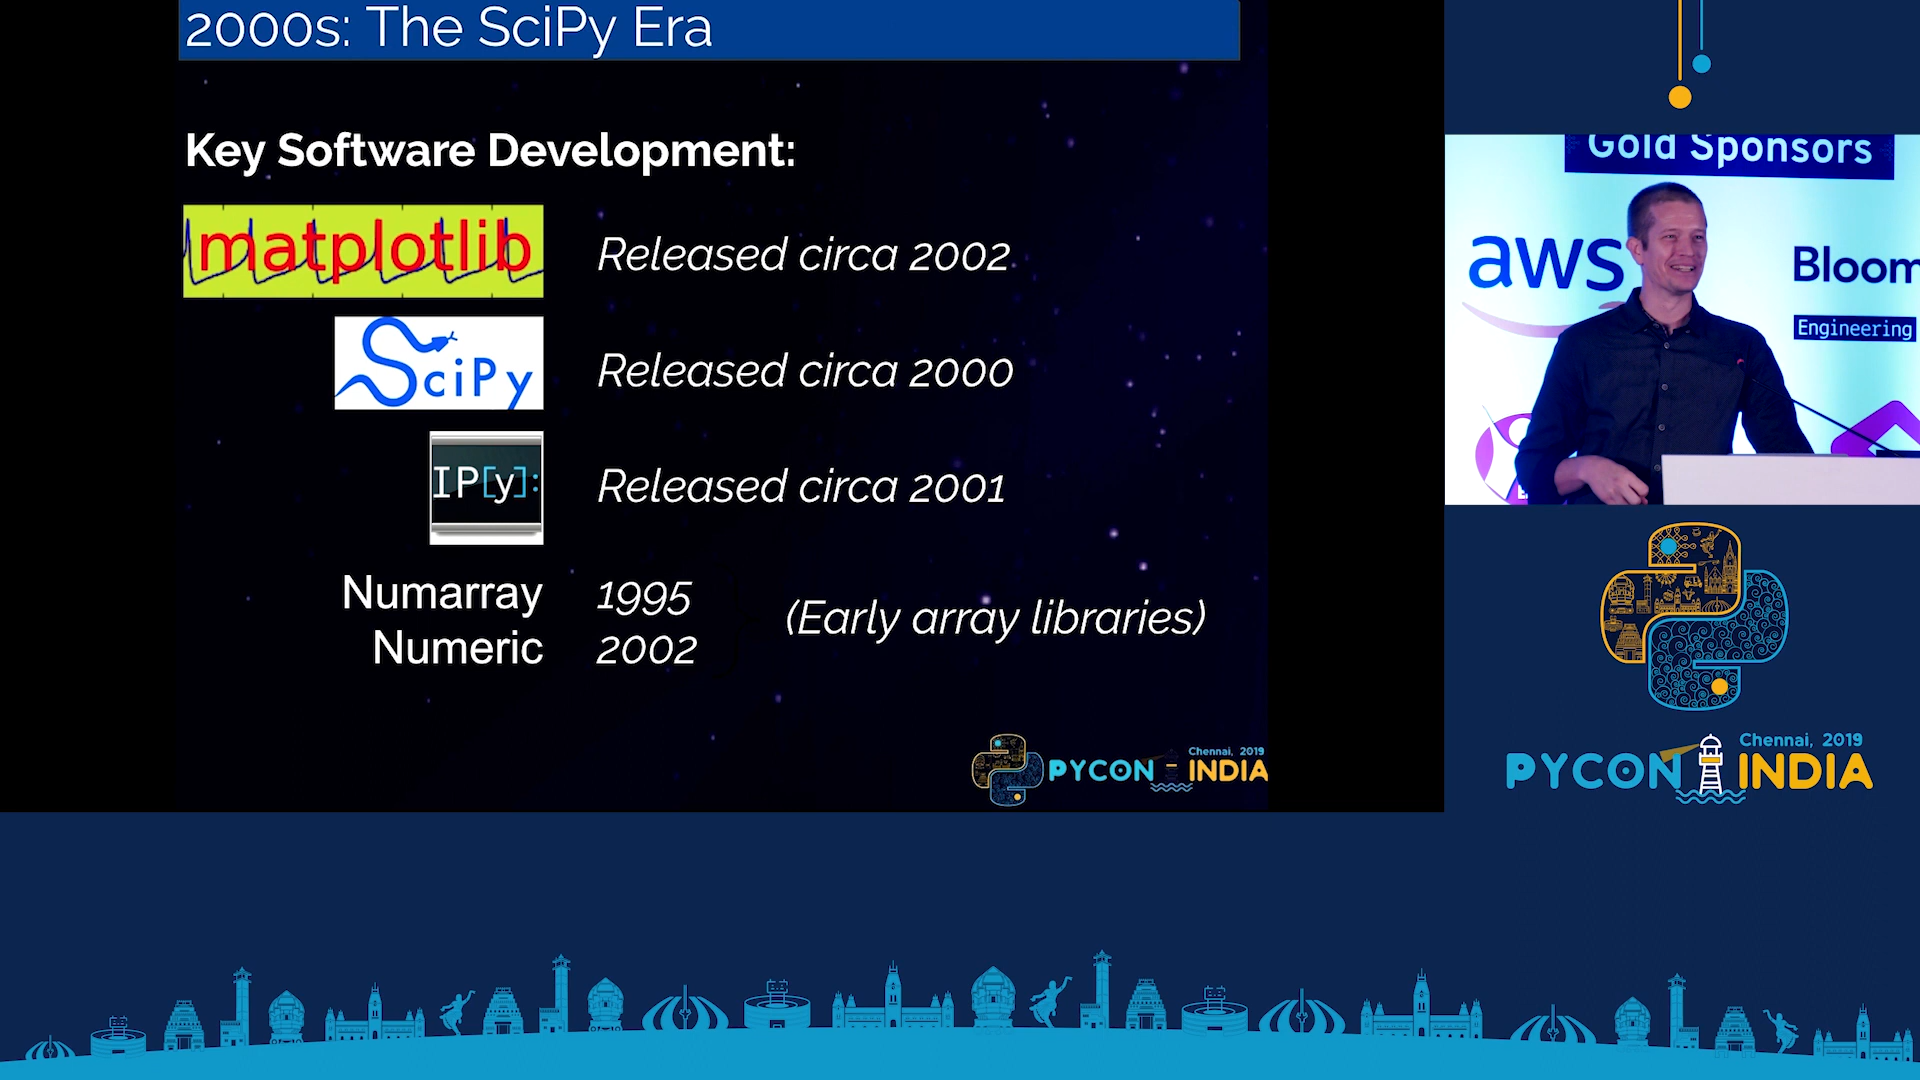 2000s: The SciPy Era
Key Software Development:
matplotlib
Released circa 2002
SciPy
Released circa 2000
IP[y]:
Released circa 2001
Numarray 1995
Numeric 2002
(Early array libraries)
Chennai, 2019
PYCON INDIA
Gold Sponsors
aws
Bloom
Engineering
Chennai, 2019
PYCON INDIA